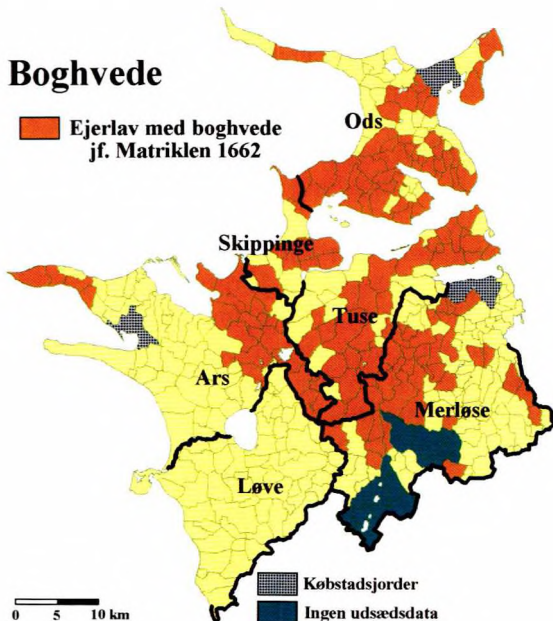 Boghvede
Ejerlav med boghvede
jf. Matriklen 1662
Ods
Skippinge
Tuse
Ars
Merløse
Løve
Købstadsjorder
Ingen udsædsdata
0 5 10 km